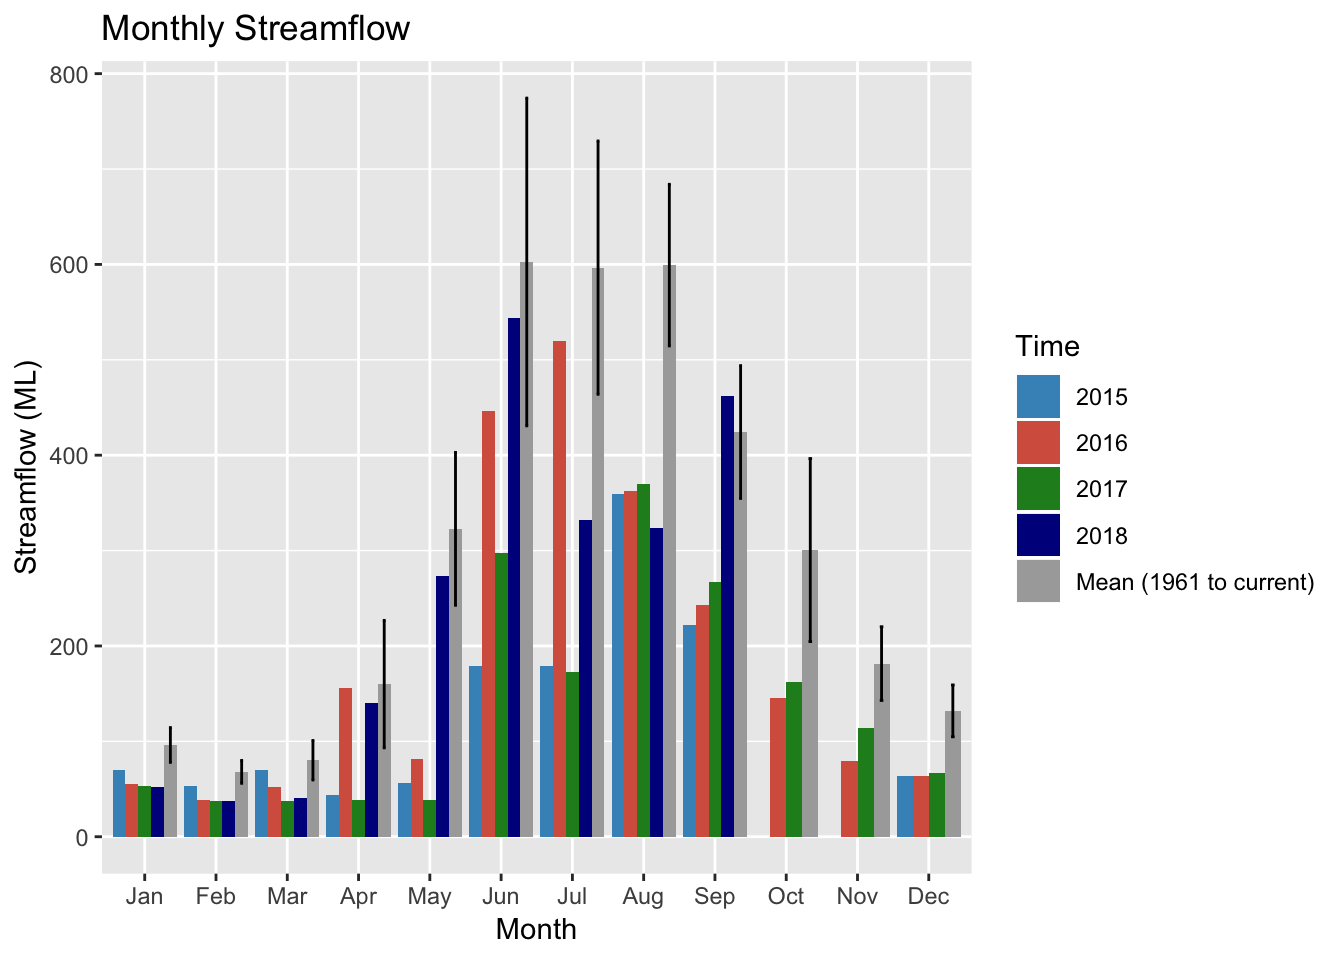 Monthly Streamflow
800
600
400
200
0
Streamflow (ML)
Jan Feb Mar Apr May Jun Jul Aug Sep Oct Nov Dec
Month
Time
2015
2016
2017
2018
Mean (1961 to current)